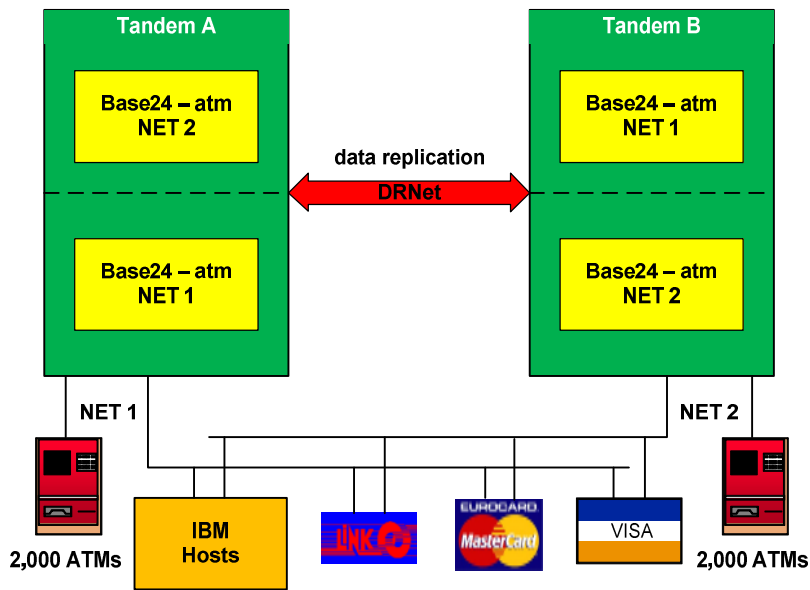 Tandem A
Base24 – atm
NET 2
Base24 – atm
NET 1
data replication
DRNet
Tandem B
Base24 – atm
NET 1
Base24 – atm
NET 2
NET 1
NET 2
2,000 ATMs
IBM
Hosts
LINK
EUROCARD
MasterCard
VISA
2,000 ATMs